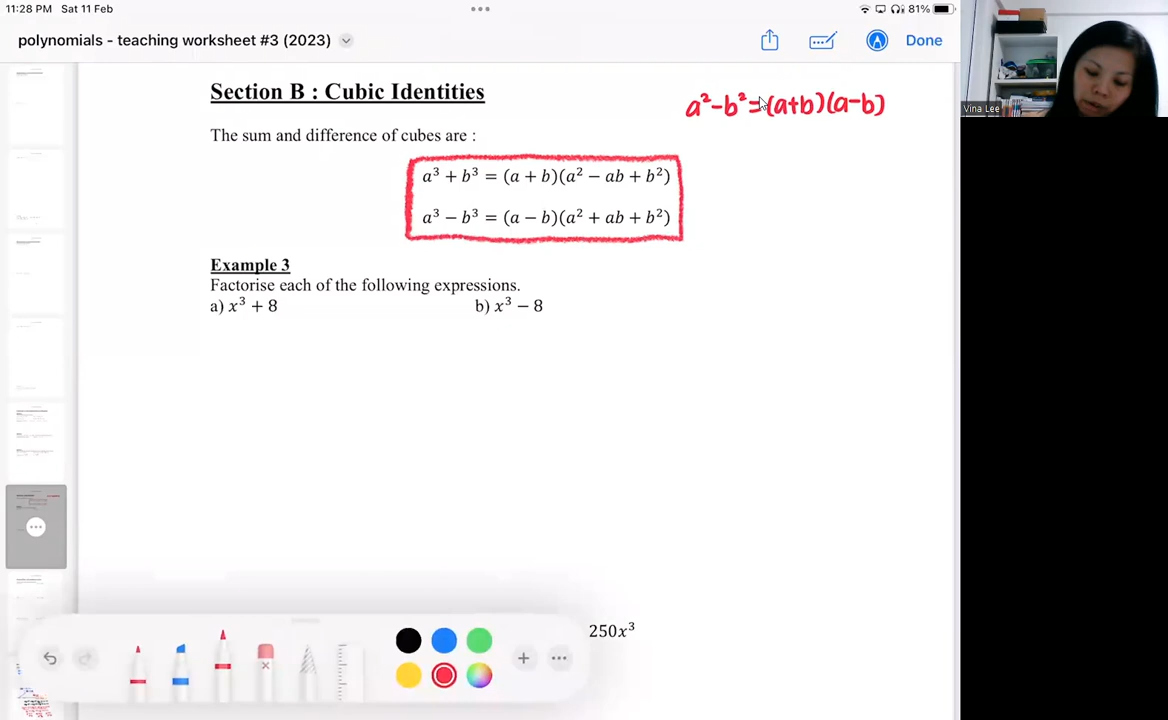 11:28 PM Sat 11 Feb
81%
polynomials - teaching worksheet #3 (2023)
Done
Section B : Cubic Identities
a²-b²=(a+b)(a-b)
Vina Lee
The sum and difference of cubes are :
a³ + b³ = (a + b)(a² − ab + b²)
a³ − b³ = (a − b)(a² + ab + b²)
Example 3
Factorise each of the following expressions.
a) x³ + 8 b) x³ − 8
250x³